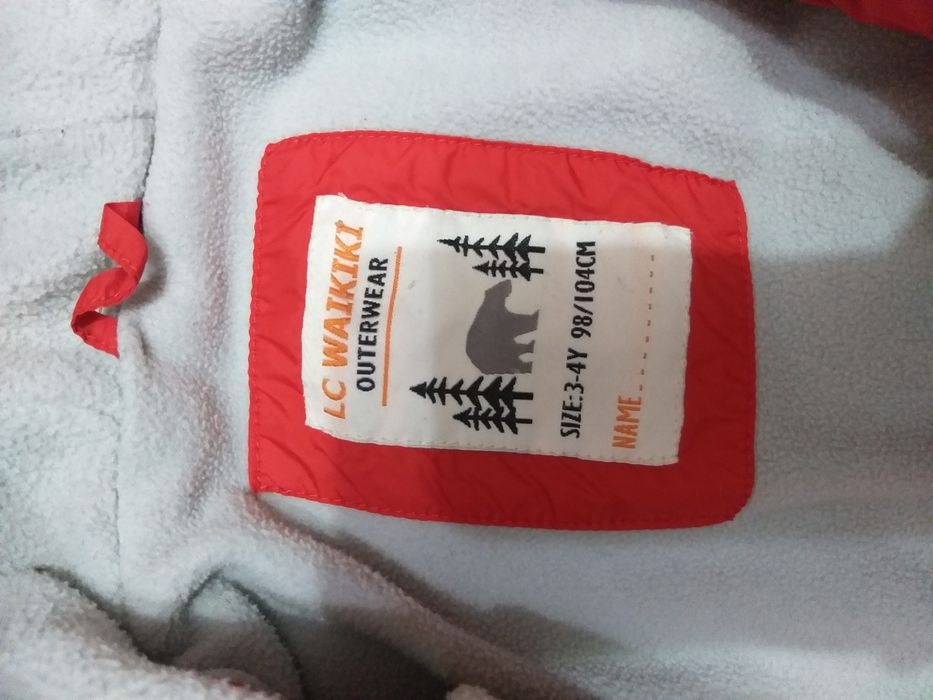 LC WAIKIKI
OUTERWEAR
SIZE:3-4Y 98/104CM
NAME